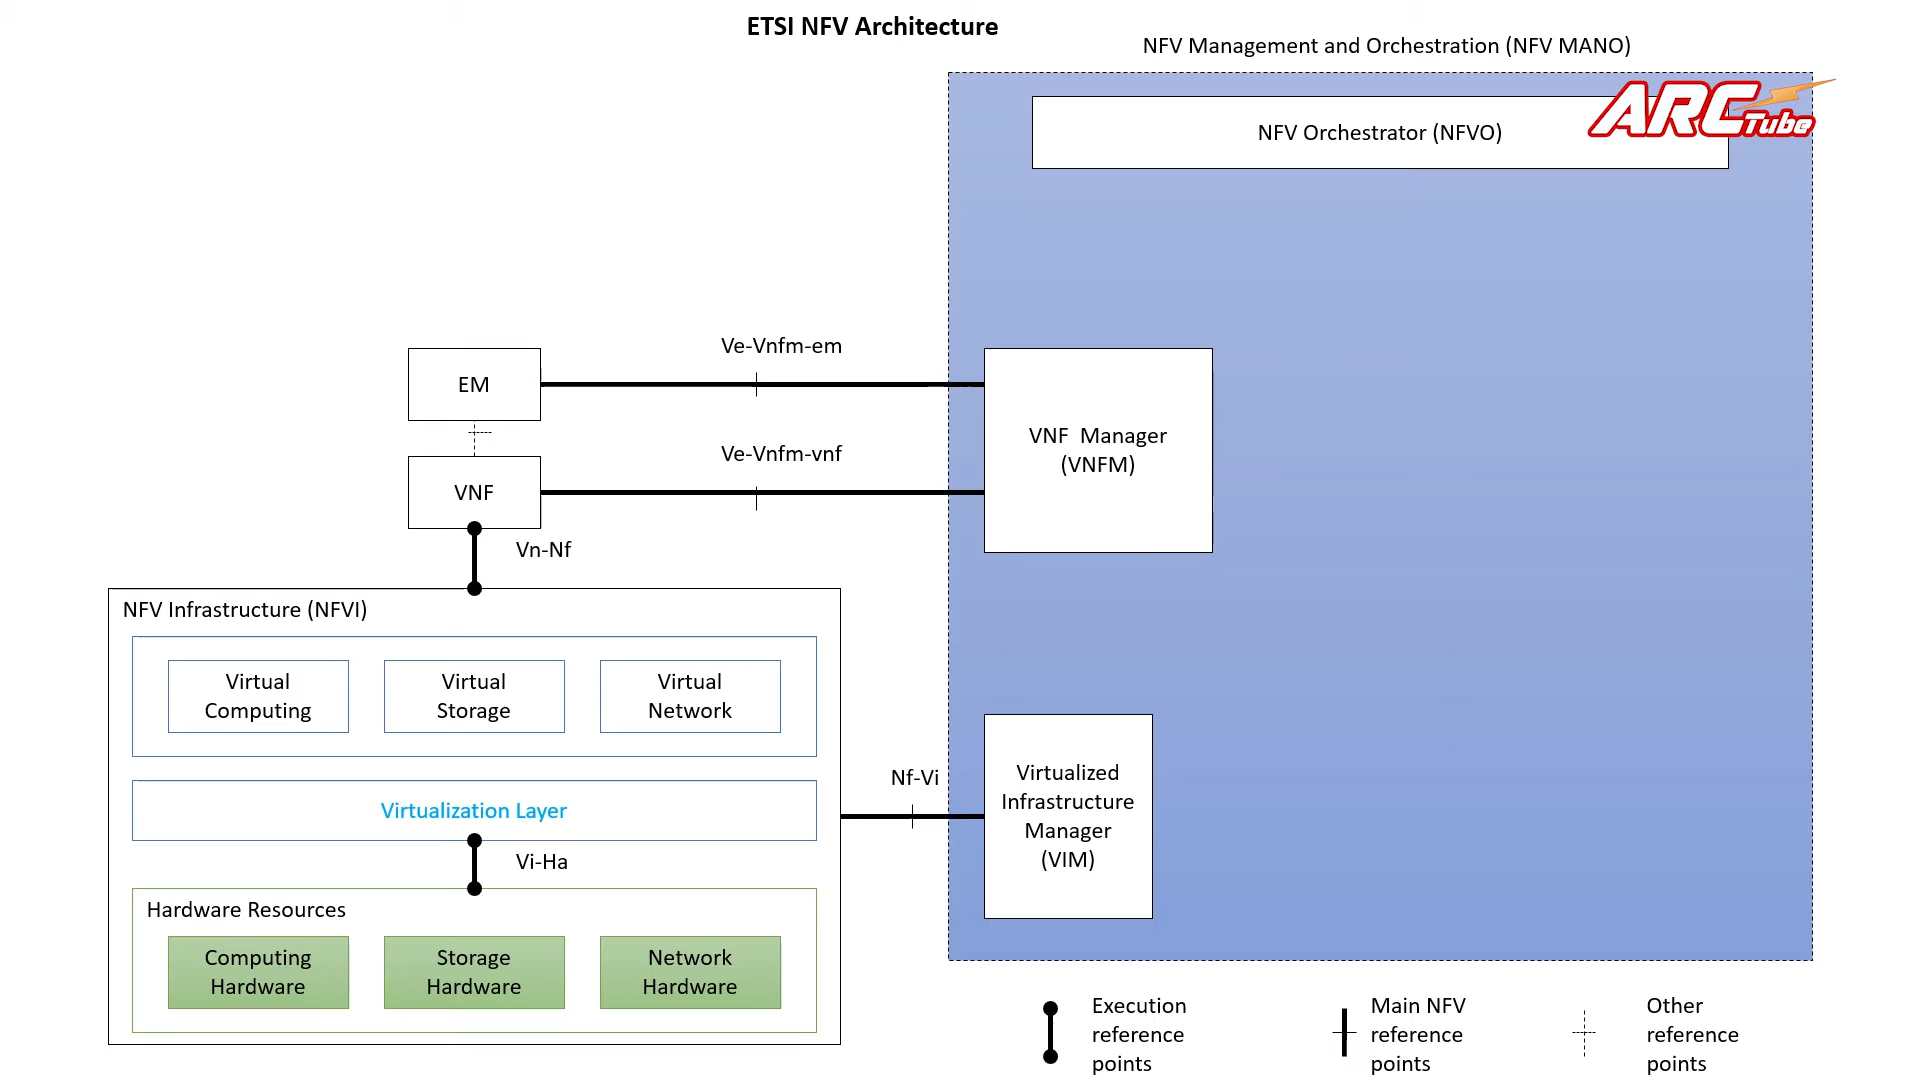 ETSI NFV Architecture
NFV Management and Orchestration (NFV MANO)
ARC Tube
NFV Orchestrator (NFVO)
Ve-Vnfm-em
EM
VNF Manager
(VNFM)
Ve-Vnfm-vnf
VNF
Vn-Nf
NFV Infrastructure (NFVI)
Virtual
Computing
Virtual
Storage
Virtual
Network
Nf-Vi
Virtualized
Infrastructure
Manager
(VIM)
Virtualization Layer
Vi-Ha
Hardware Resources
Computing
Hardware
Storage
Hardware
Network
Hardware
Execution
reference
points
Main NFV
reference
points
Other
reference
points